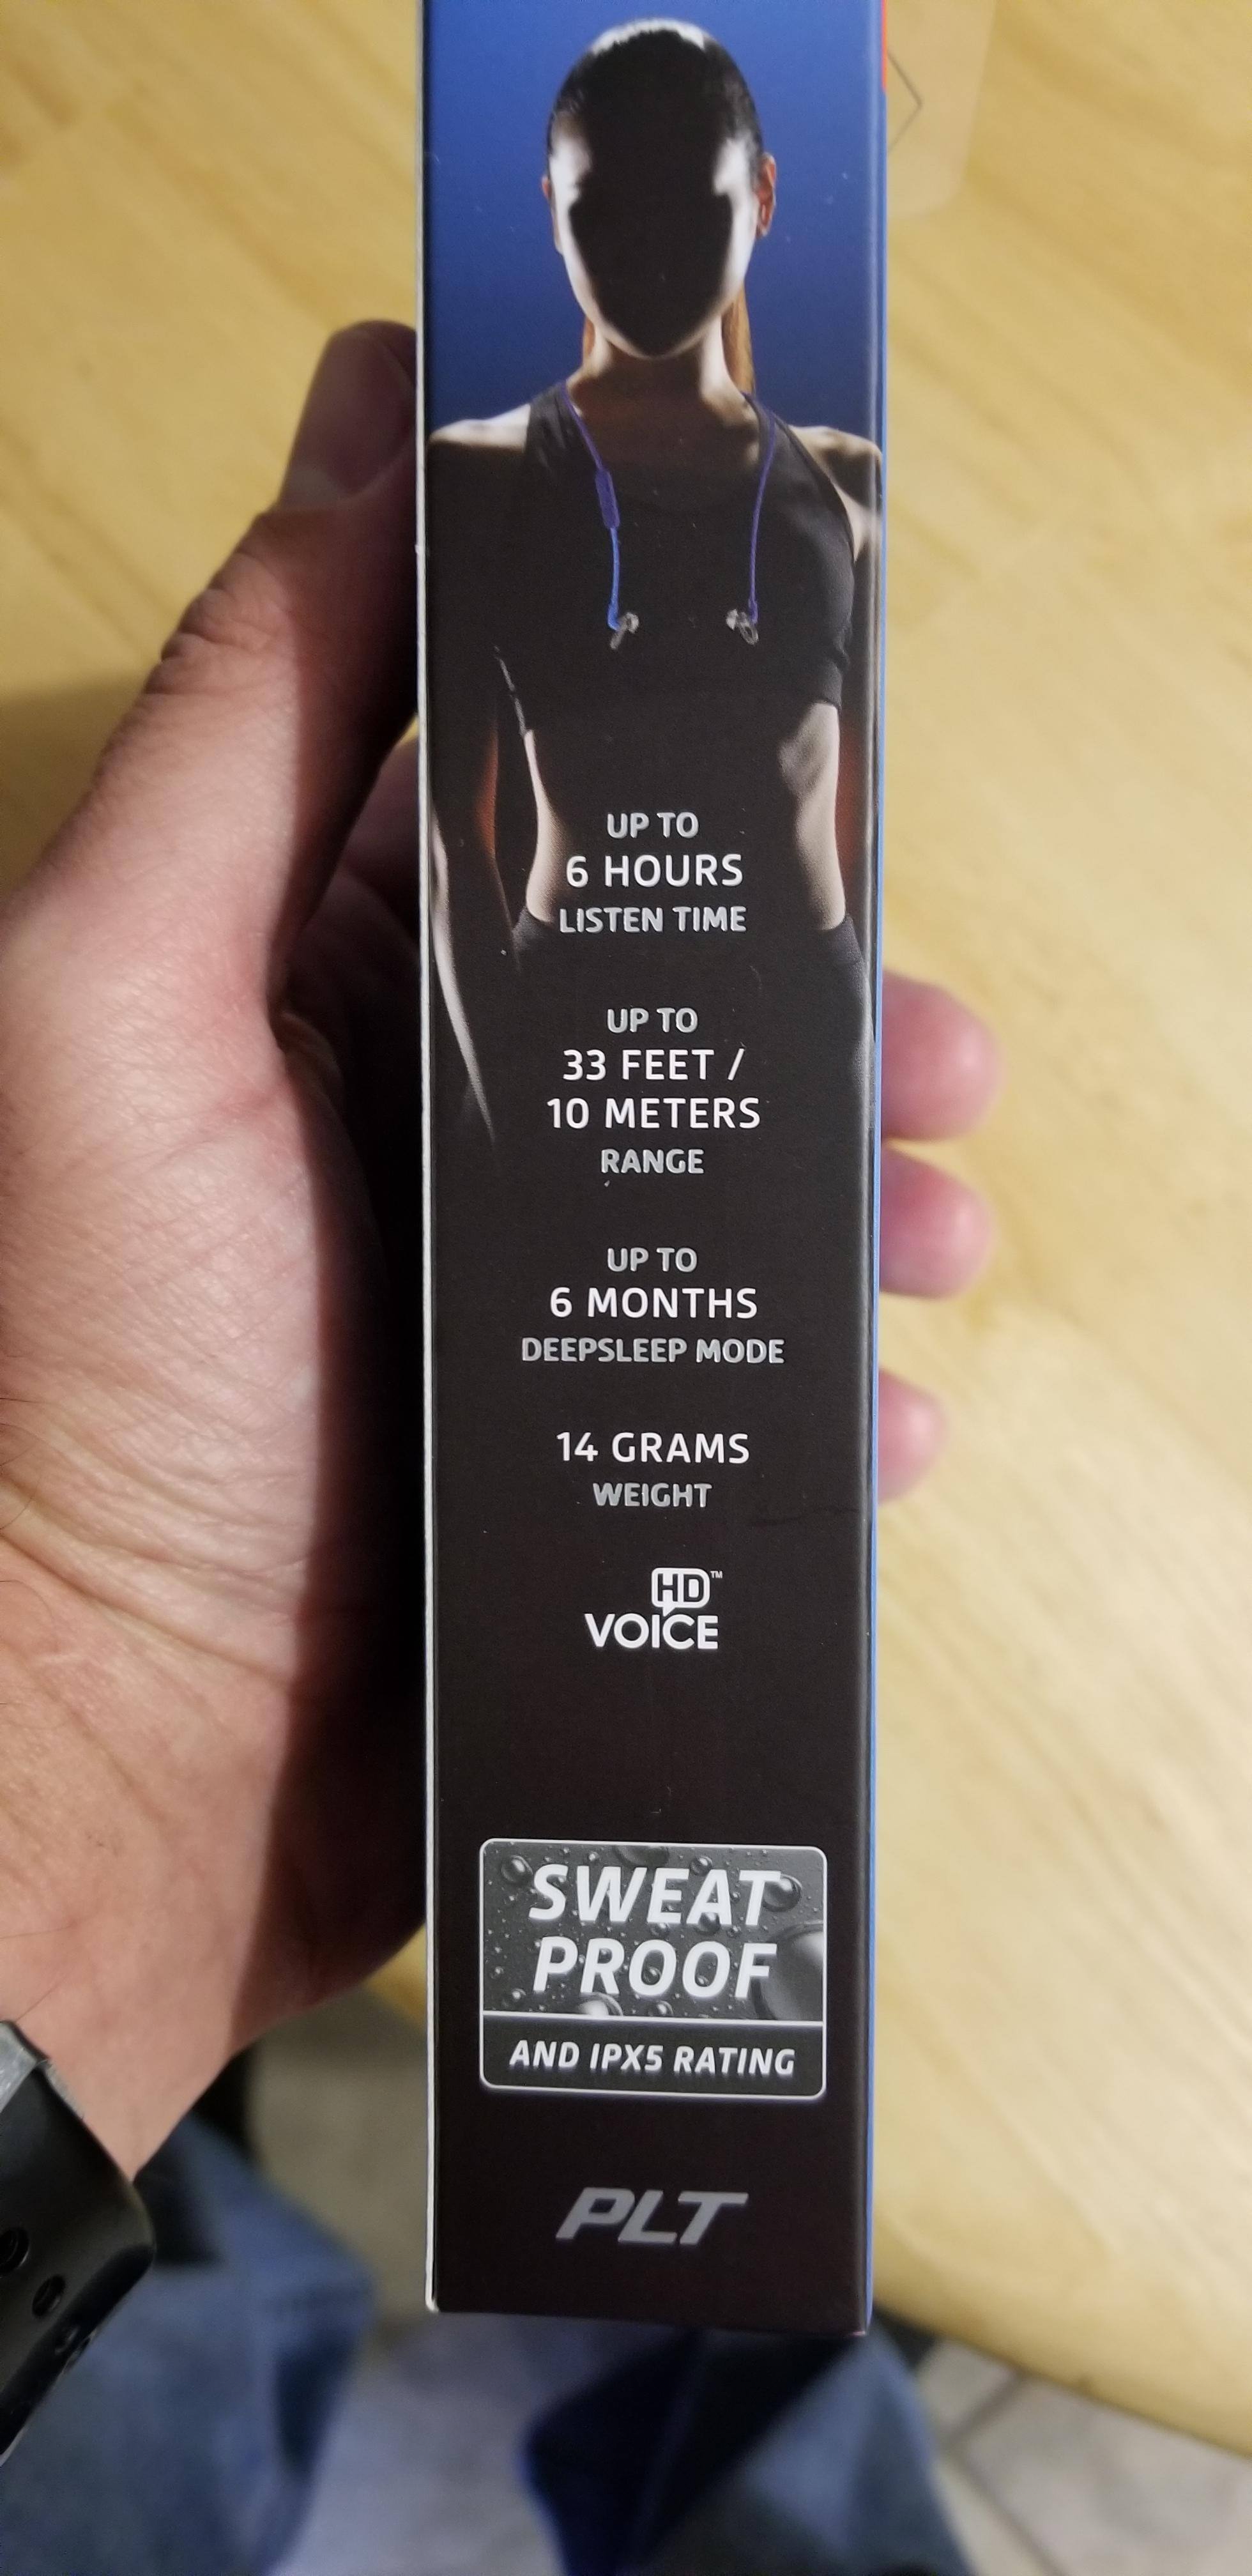 UP TO
6 HOURS
LISTEN TIME
UP TO
33 FEET /
10 METERS
RANGE
UP TO
6 MONTHS
DEEPSLEEP MODE
14 GRAMS
WEIGHT
HD™
VOICE
SWEAT
PROOF
AND IPX5 RATING
PLT